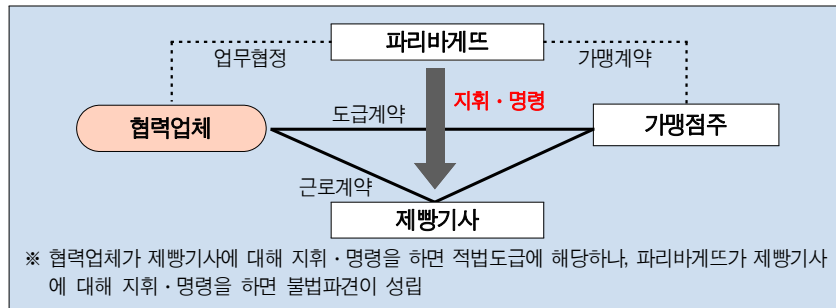 파리바게뜨
업무협정
가맹계약
지휘・명령
협력업체
도급계약
가맹점주
근로계약
제빵기사
※ 협력업체가 제빵기사에 대해 지휘・명령을 하면 적법도급에 해당하나, 파리바게뜨가 제빵기사
에 대해 지휘・명령을 하면 불법파견이 성립